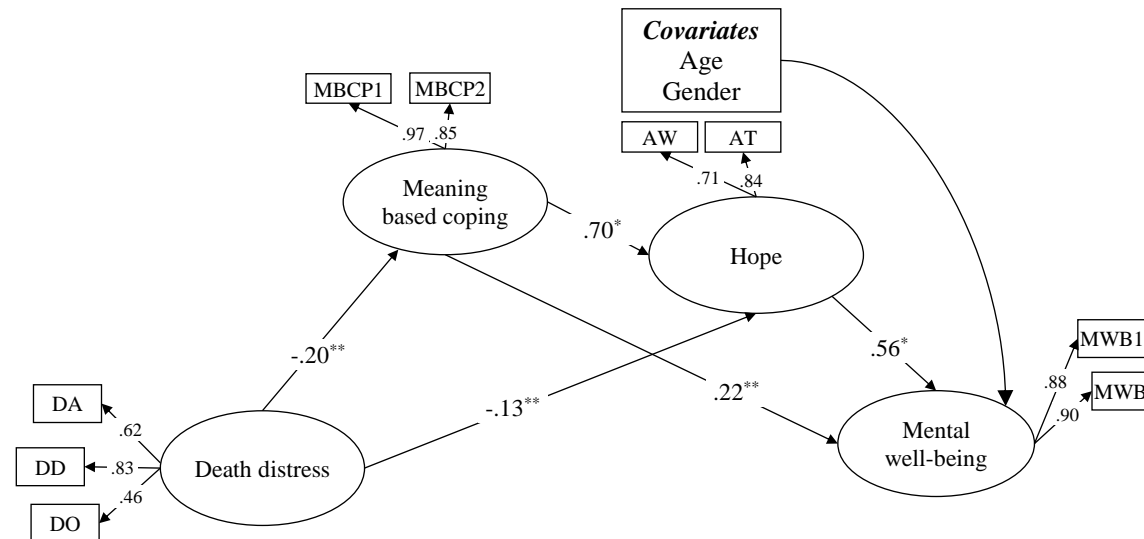 Covariates
Age
Gender
MBCP1
MBCP2
.97
.85
AW
AT
.71
.84
Meaning
based coping
.70*
Hope
-.20**
.56*
MWB1
.88
MWB
.90
-.13**
.22**
DA
.62
DD
.83
DO
.46
Death distress
Mental
well-being